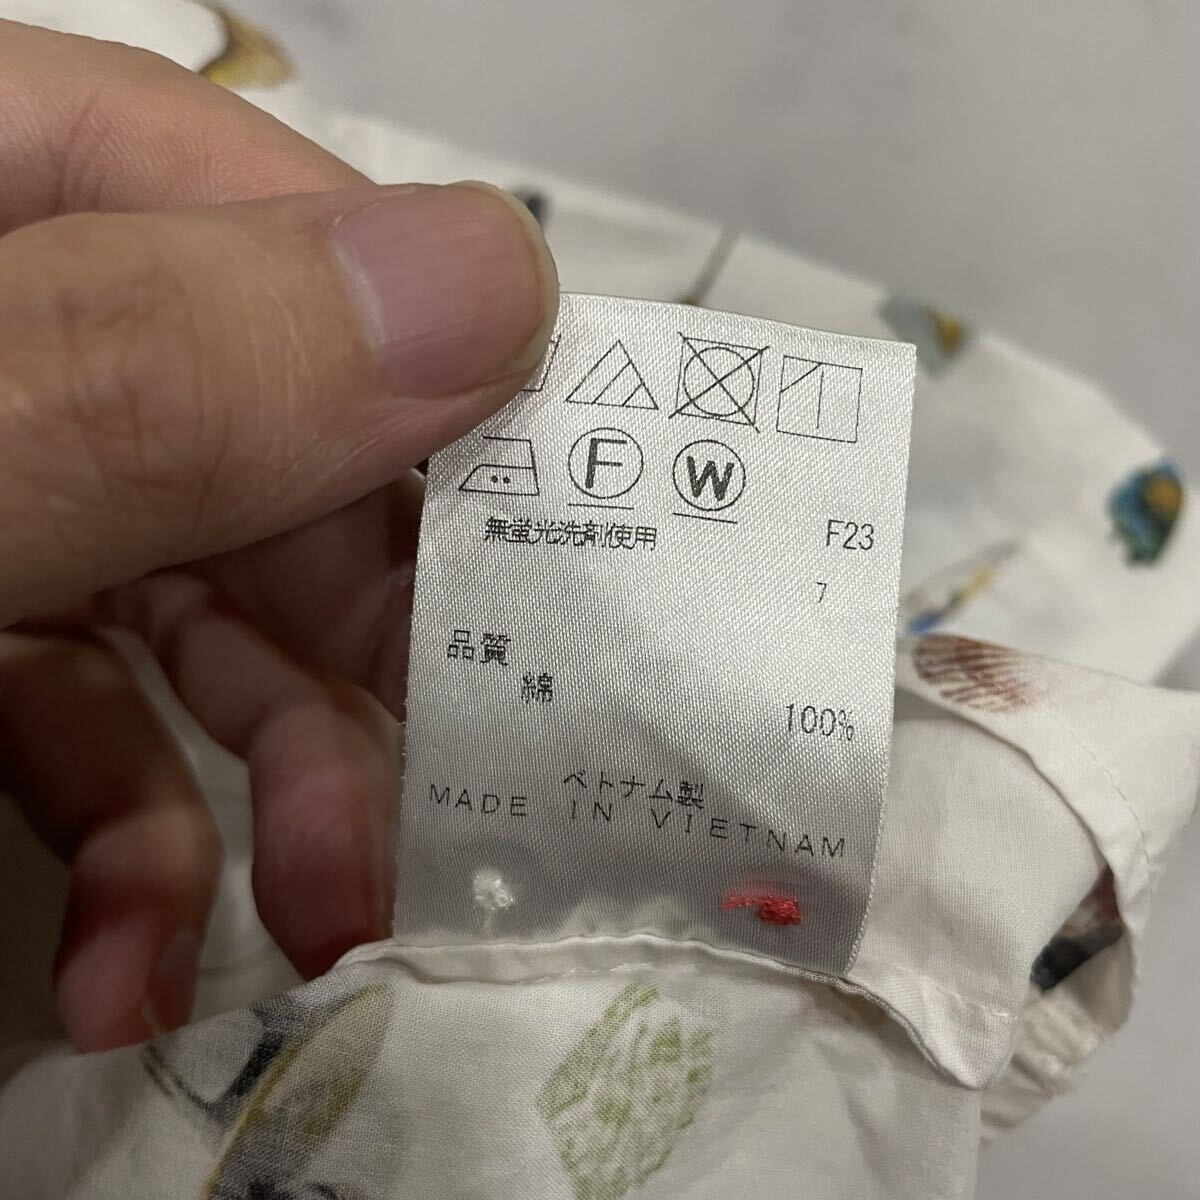 F W
無蛍光洗剤使用 F23
7
品質
綿 100%
ベトナム製
MADE IN VIETNAM